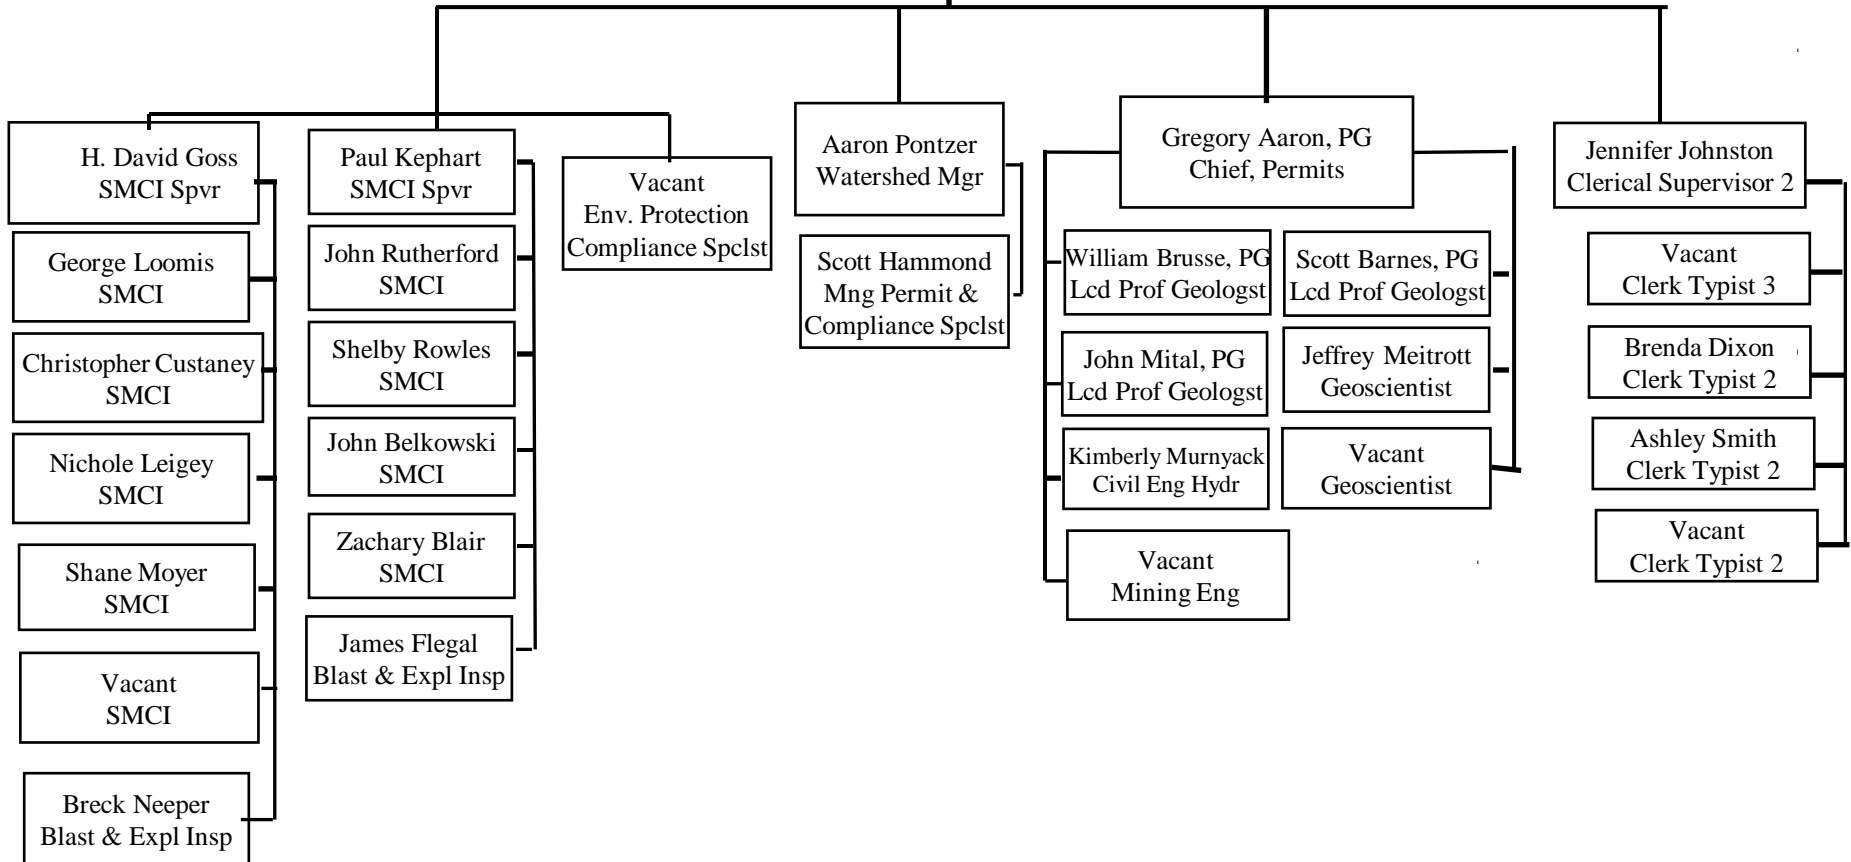 H. David Goss
SMCI Spvr
George Loomis
SMCI
Christopher Custaney
SMCI
Nichole Leigey
SMCI
Shane Moyer
SMCI
Vacant
SMCI
Breck Neeper
Blast & Expl Insp
Paul Kephart
SMCI Spvr
John Rutherford
SMCI
Shelby Rowles
SMCI
John Belkowski
SMCI
Zachary Blair
SMCI
James Flegal
Blast & Expl Insp
Vacant
Env. Protection
Compliance Spclst
Aaron Pontzer
Watershed Mgr
Scott Hammond
Mng Permit &
Compliance Spclst
Gregory Aaron, PG
Chief, Permits
William Brusse, PG
Lcd Prof Geologst
John Mital, PG
Lcd Prof Geologst
Kimberly Murnyack
Civil Eng Hydr
Vacant
Mining Eng
Scott Barnes, PG
Lcd Prof Geologst
Jeffrey Meitrott
Geoscientist
Vacant
Geoscientist
Jennifer Johnston
Clerical Supervisor 2
Vacant
Clerk Typist 3
Brenda Dixon
Clerk Typist 2
Ashley Smith
Clerk Typist 2
Vacant
Clerk Typist 2